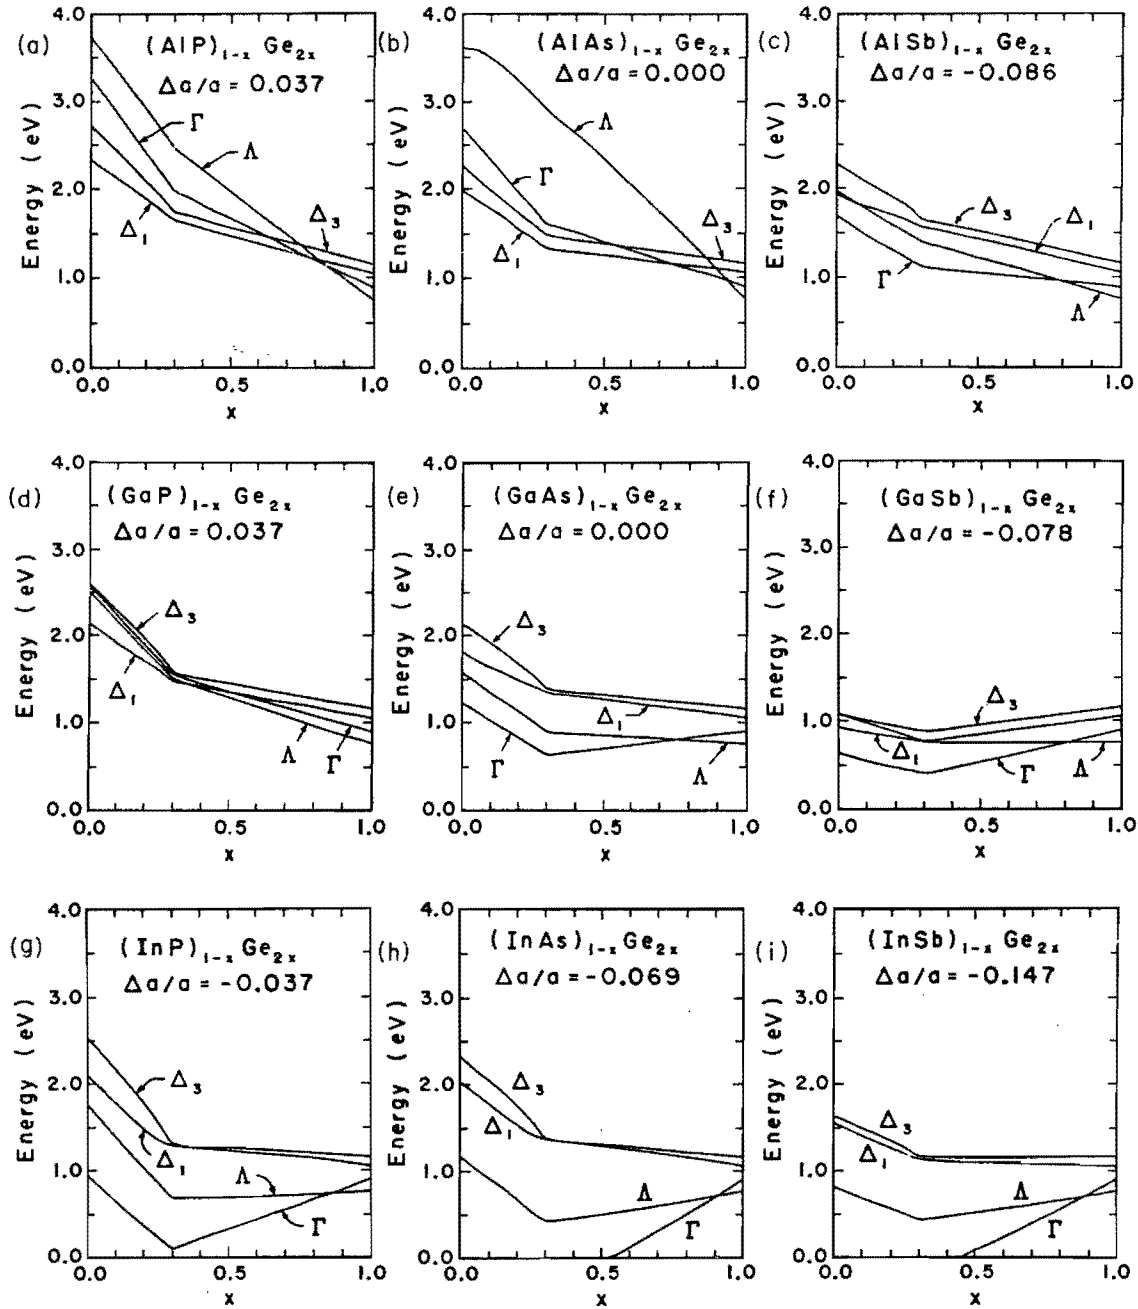 (a)
(AlP)₁₋ₓ Ge₂ₓ
Δa/a = 0.037
Γ
Λ
Δ₁
Δ₃
4.0
3.0
2.0
1.0
0.0
Energy (eV)
0.0 0.5 1.0
x
(b)
(AlAs)₁₋ₓ Ge₂ₓ
Δa/a = 0.000
Λ
Γ
Δ₁
Δ₃
4.0
3.0
2.0
1.0
0.0
Energy (eV)
0.0 0.5 1.0
x
(c)
(AlSb)₁₋ₓ Ge₂ₓ
Δa/a = -0.086
Δ₃
Δ₁
Γ
Λ
4.0
3.0
2.0
1.0
0.0
Energy (eV)
0.0 0.5 1.0
x
(d)
(GaP)₁₋ₓ Ge₂ₓ
Δa/a = 0.037
Δ₃
Δ₁
Λ
Γ
4.0
3.0
2.0
1.0
0.0
Energy (eV)
0.0 0.5 1.0
x
(e)
(GaAs)₁₋ₓ Ge₂ₓ
Δa/a = 0.000
Δ₃
Δ₁
Γ
Λ
4.0
3.0
2.0
1.0
0.0
Energy (eV)
0.0 0.5 1.0
x
(f)
(GaSb)₁₋ₓ Ge₂ₓ
Δa/a = -0.078
Δ₃
Δ₁
Γ
Λ
4.0
3.0
2.0
1.0
0.0
Energy (eV)
0.0 0.5 1.0
x
(g)
(InP)₁₋ₓ Ge₂ₓ
Δa/a = -0.037
Δ₃
Δ₁
Λ
Γ
4.0
3.0
2.0
1.0
0.0
Energy (eV)
0.0 0.5 1.0
x
(h)
(InAs)₁₋ₓ Ge₂ₓ
Δa/a = -0.069
Δ₃
Δ₁
Λ
Γ
4.0
3.0
2.0
1.0
0.0
Energy (eV)
0.0 0.5 1.0
x
(i)
(InSb)₁₋ₓ Ge₂ₓ
Δa/a = -0.147
Δ₃
Δ₁
Λ
Γ
4.0
3.0
2.0
1.0
0.0
Energy (eV)
0.0 0.5 1.0
x